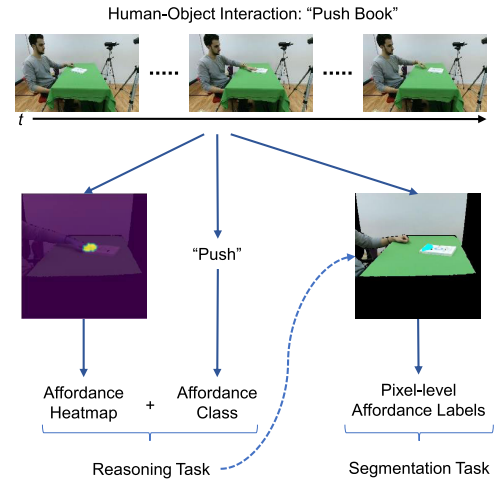 Human-Object Interaction: “Push Book”
t
“Push”
Affordance Heatmap
+
Affordance Class
Pixel-level Affordance Labels
Reasoning Task
Segmentation Task